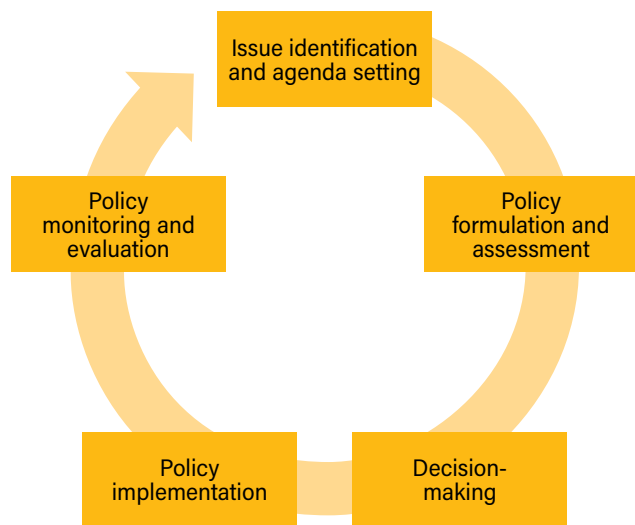 Issue identification
and agenda setting
Policy
formulation and
assessment
Decision-
making
Policy
implementation
Policy
monitoring and
evaluation